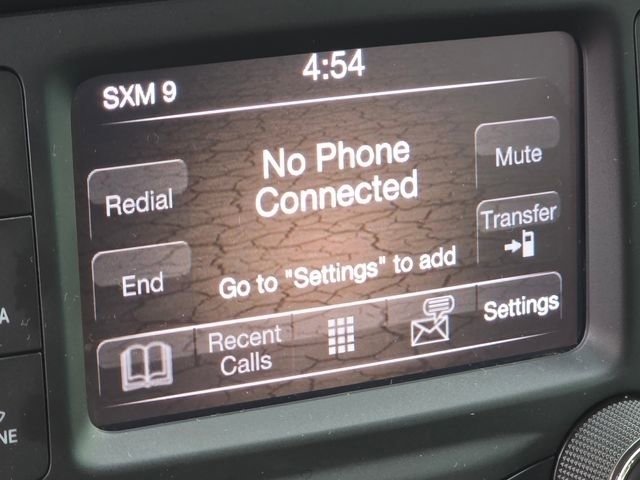 SXM 9
4:54
No Phone
Connected
Redial
Mute
End
Transfer
Go to "Settings" to add
Recent
Calls
Settings
A
NE